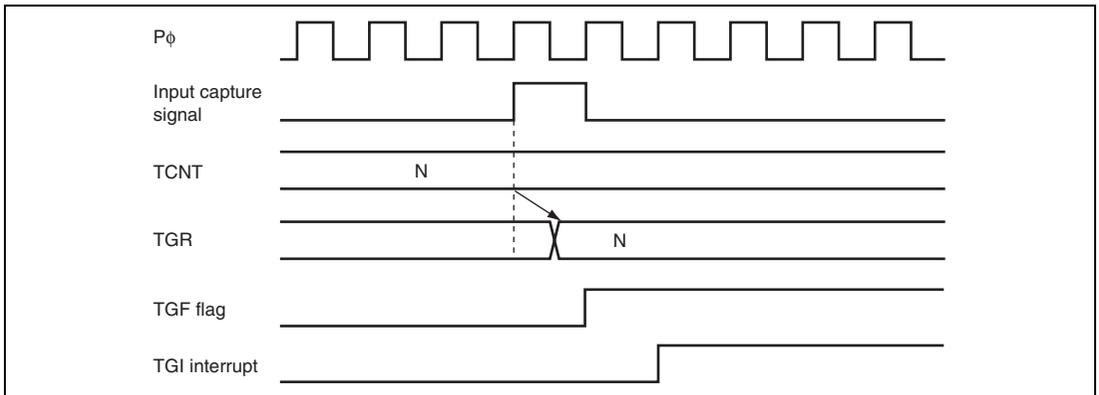 Pϕ
Input capture
signal
TCNT
N
TGR
N
TGF flag
TGI interrupt